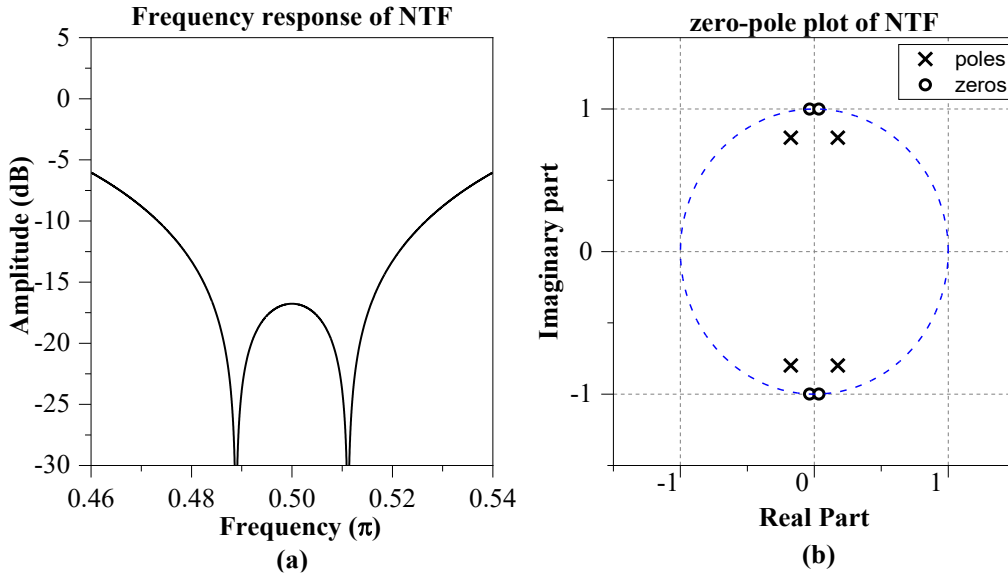 Frequency response of NTF
5
0
-5
-10
-15
-20
-25
-30
Amplitude (dB)
0.46 0.48 0.50 0.52 0.54
Frequency (π)
(a)
zero-pole plot of NTF
poles
zeros
1
0
-1
Imaginary part
-1 0 1
Real Part
(b)